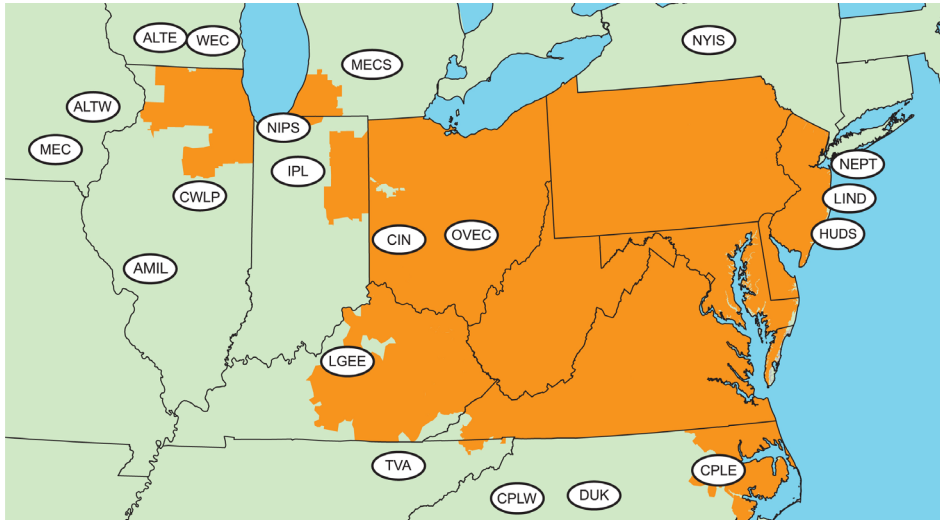 ALTE
WEC
NYIS
MECS
ALTW
NIPS
MEC
IPL
NEPT
CWLP
LIND
CIN
OVEC
HUDS
AMIL
LGEE
TVA
CPLE
CPLW
DUK